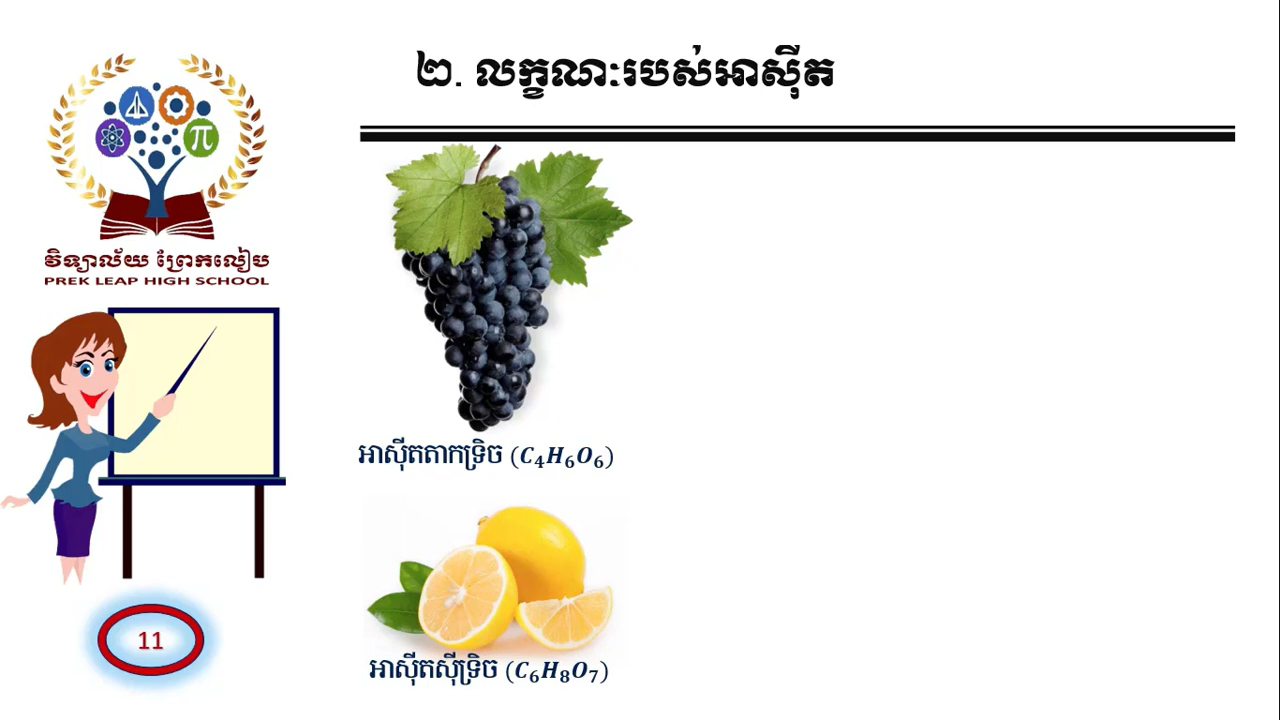 ២. លក្ខណៈរបស់អាស៊ីត
វិទ្យាល័យ ព្រែកលៀប
PREK LEAP HIGH SCHOOL
π
អាស៊ីតតាកទ្រិច (C₄H₆O₆)
អាស៊ីតស៊ីទ្រិច (C₆H₈O₇)
11